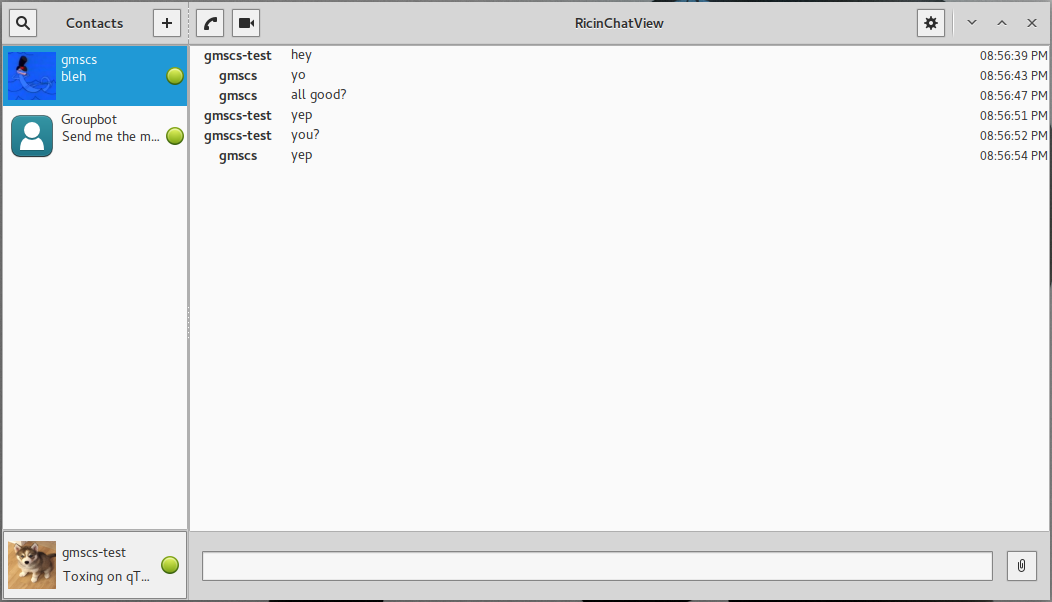 Contacts
RicinChatView
gmscs
bleh
Groupbot
Send me the m...
gmscs-test hey 08:56:39 PM
gmscs yo 08:56:43 PM
gmscs all good? 08:56:47 PM
gmscs-test yep 08:56:51 PM
gmscs-test you? 08:56:52 PM
gmscs yep 08:56:54 PM
gmscs-test
Toxing on qT...